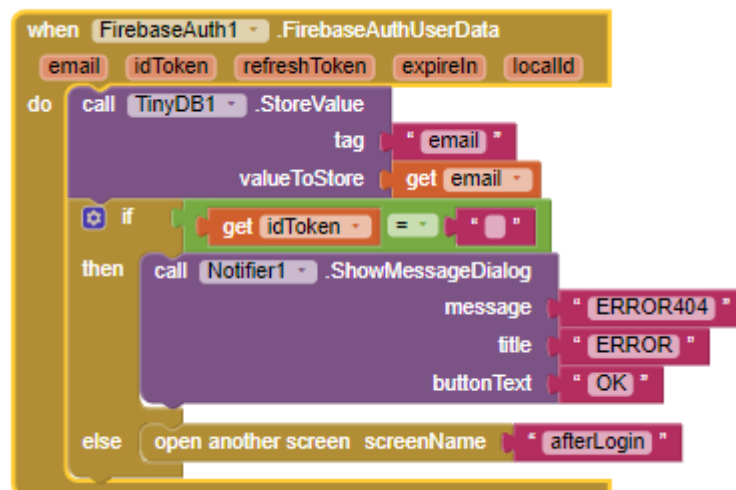 when FirebaseAuth1 .FirebaseAuthUserData
email idToken refreshToken expireIn localId
do call TinyDB1 .StoreValue
tag " email "
valueToStore get email
if get idToken = " "
then call Notifier1 .ShowMessageDialog
message " ERROR404 "
title " ERROR "
buttonText " OK "
else open another screen screenName " afterLogin "